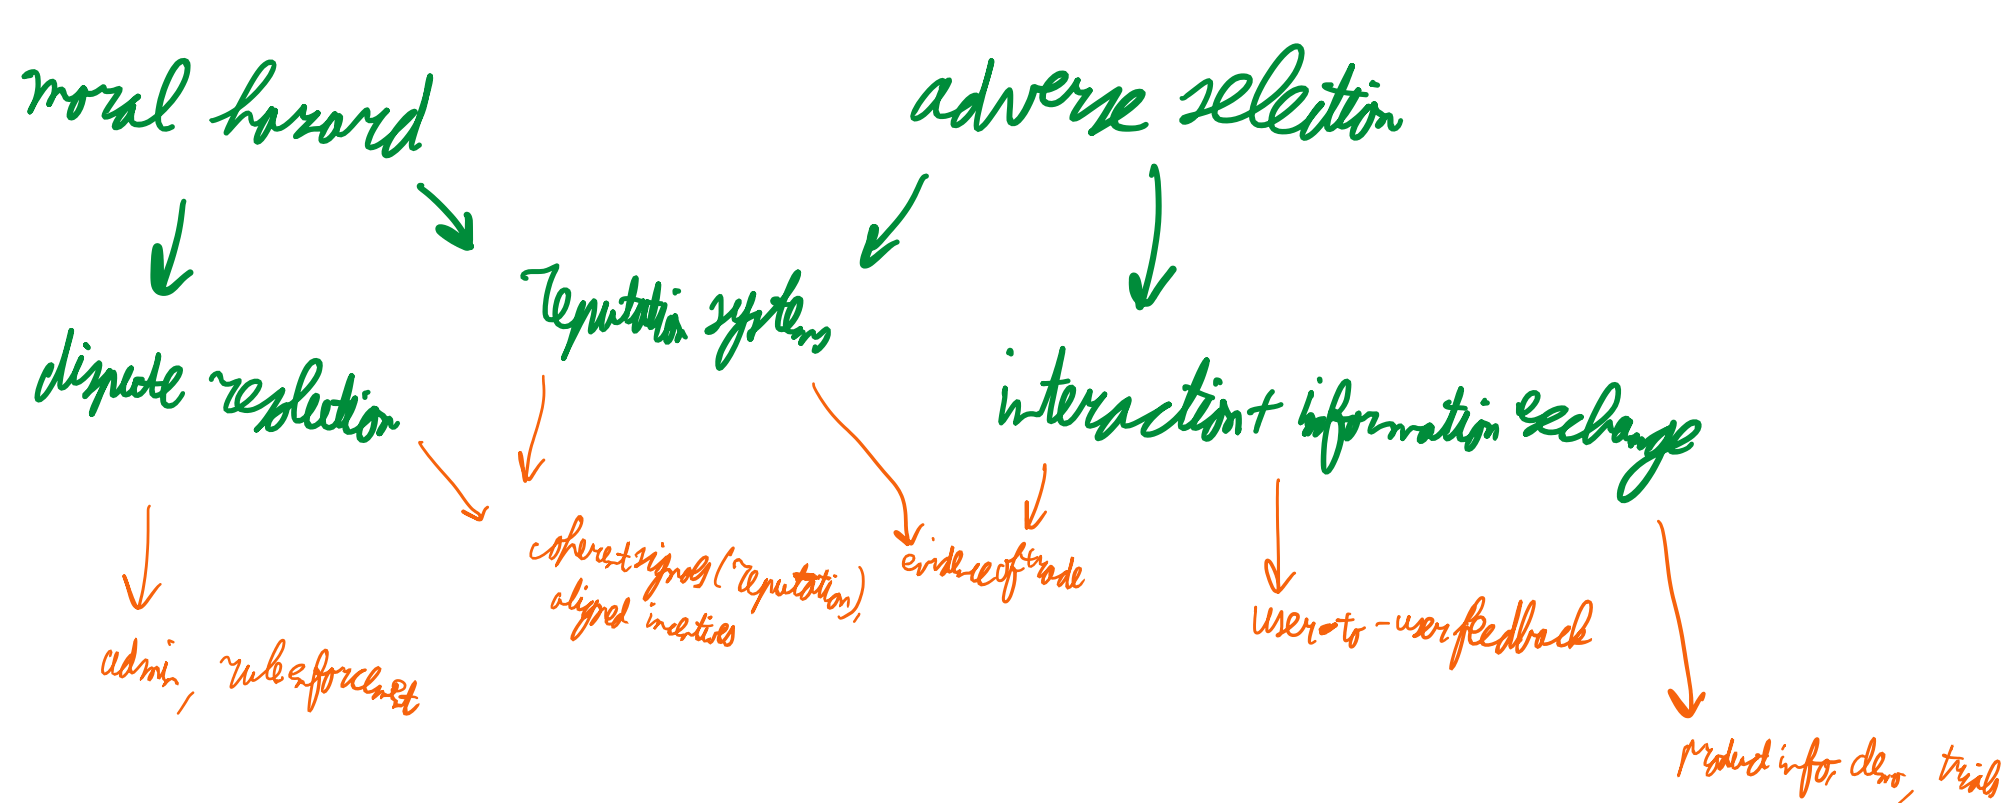 moral hazard
adverse selection
reputation systems
dispute resolution
interaction + information exchange
coherent signals (reputation),
aligned incentives
evidence of trade
user-to-user feedback
admin, rule enforcement
product info, demo, trials